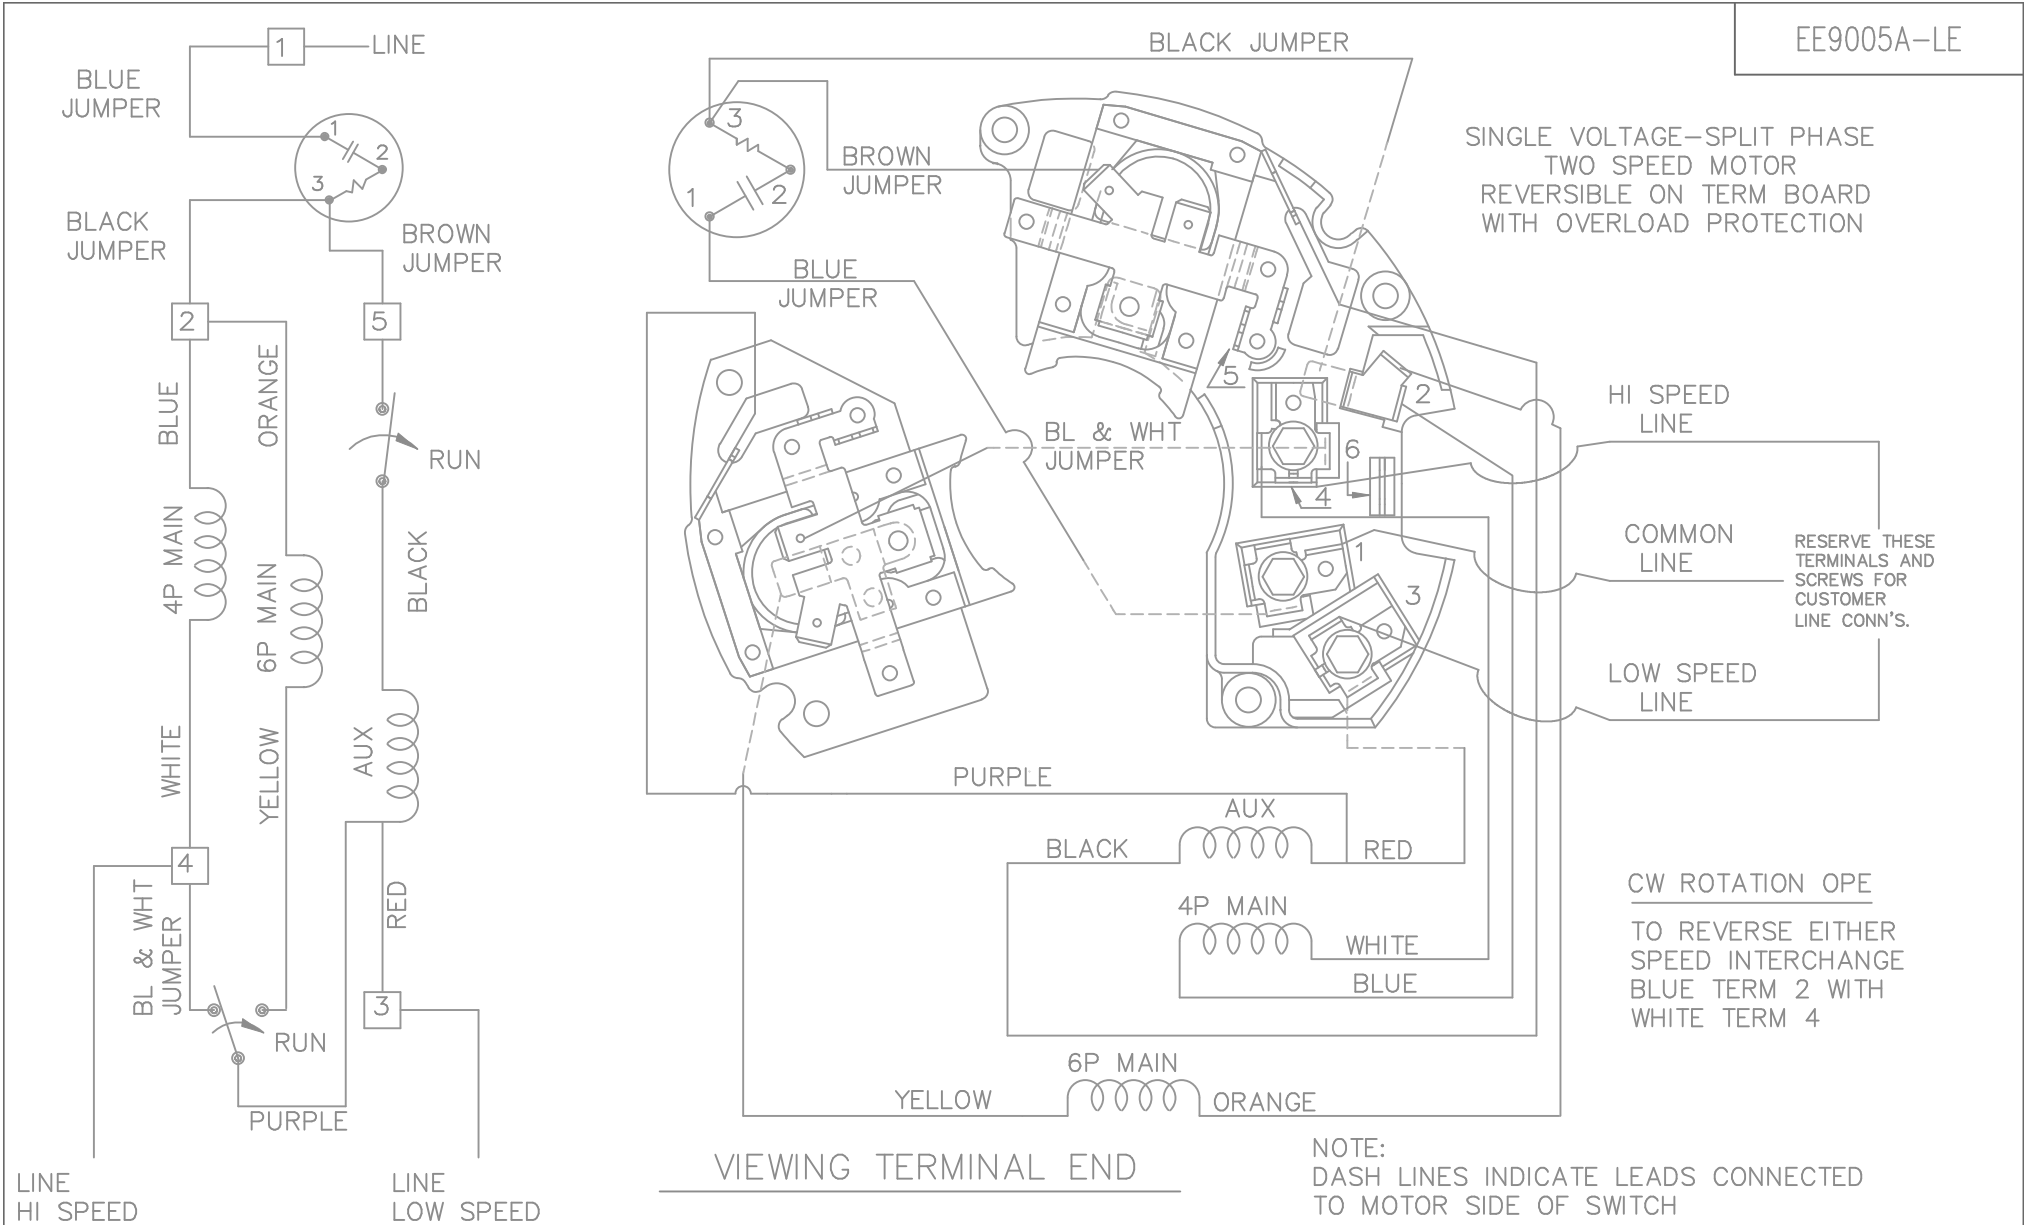 EE9005A-LE
1
LINE
BLUE
JUMPER
1
2
3
BLACK
JUMPER
BROWN
JUMPER
2
5
BLUE
ORANGE
RUN
4P MAIN
6P MAIN
BLACK
WHITE
YELLOW
AUX
4
BL & WHT
JUMPER
RED
3
RUN
PURPLE
LINE
HI SPEED
LINE
LOW SPEED
BLACK JUMPER
3
1
2
BROWN
JUMPER
BLUE
JUMPER
BL & WHT
JUMPER
5
2
6
4
1
3
SINGLE VOLTAGE-SPLIT PHASE
TWO SPEED MOTOR
REVERSIBLE ON TERM BOARD
WITH OVERLOAD PROTECTION
HI SPEED
LINE
COMMON
LINE
LOW SPEED
LINE
RESERVE THESE
TERMINALS AND
SCREWS FOR
CUSTOMER
LINE CONN'S.
PURPLE
AUX
BLACK
RED
4P MAIN
WHITE
BLUE
6P MAIN
YELLOW
ORANGE
CW ROTATION OPE
TO REVERSE EITHER
SPEED INTERCHANGE
BLUE TERM 2 WITH
WHITE TERM 4
VIEWING TERMINAL END
NOTE:
DASH LINES INDICATE LEADS CONNECTED
TO MOTOR SIDE OF SWITCH